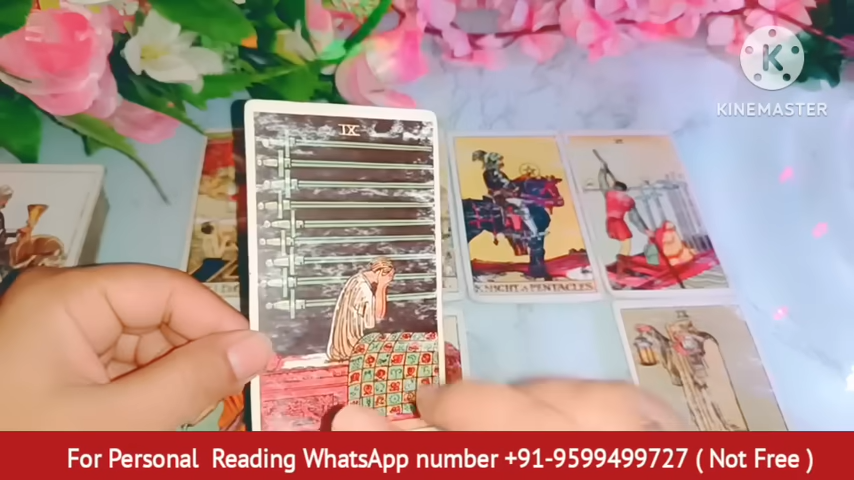 KINEMASTER
IX
KNIGHT of PENTACLES
For Personal Reading WhatsApp number +91-9599499727 ( Not Free )